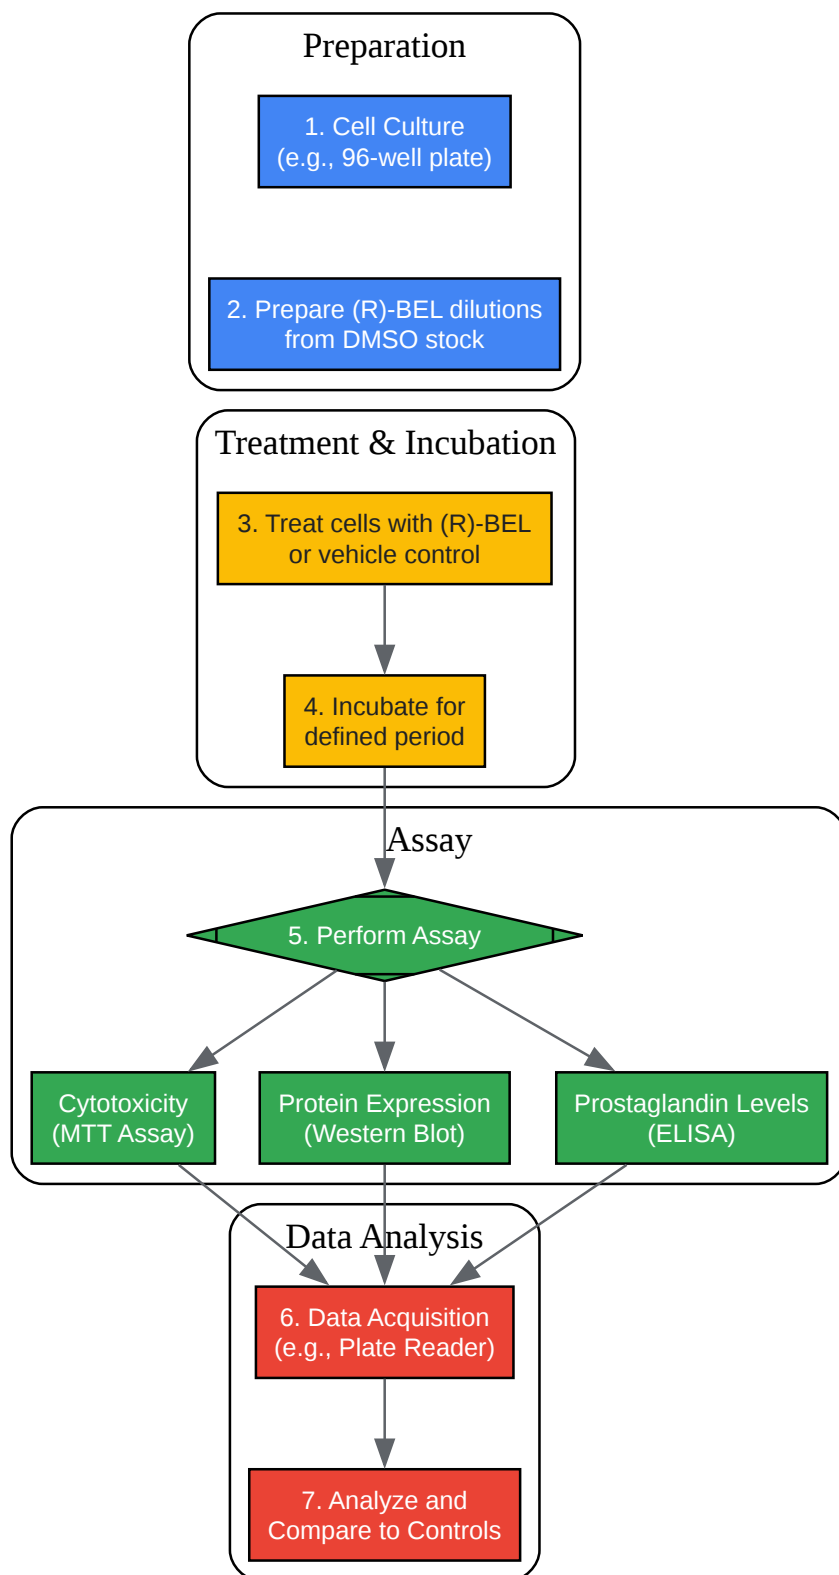 Preparation
1. Cell Culture
(e.g., 96-well plate)
2. Prepare (R)-BEL dilutions
from DMSO stock
Treatment & Incubation
3. Treat cells with (R)-BEL
or vehicle control
4. Incubate for
defined period
Assay
5. Perform Assay
Cytotoxicity
(MTT Assay)
Protein Expression
(Western Blot)
Prostaglandin Levels
(ELISA)
Data Analysis
6. Data Acquisition
(e.g., Plate Reader)
7. Analyze and
Compare to Controls